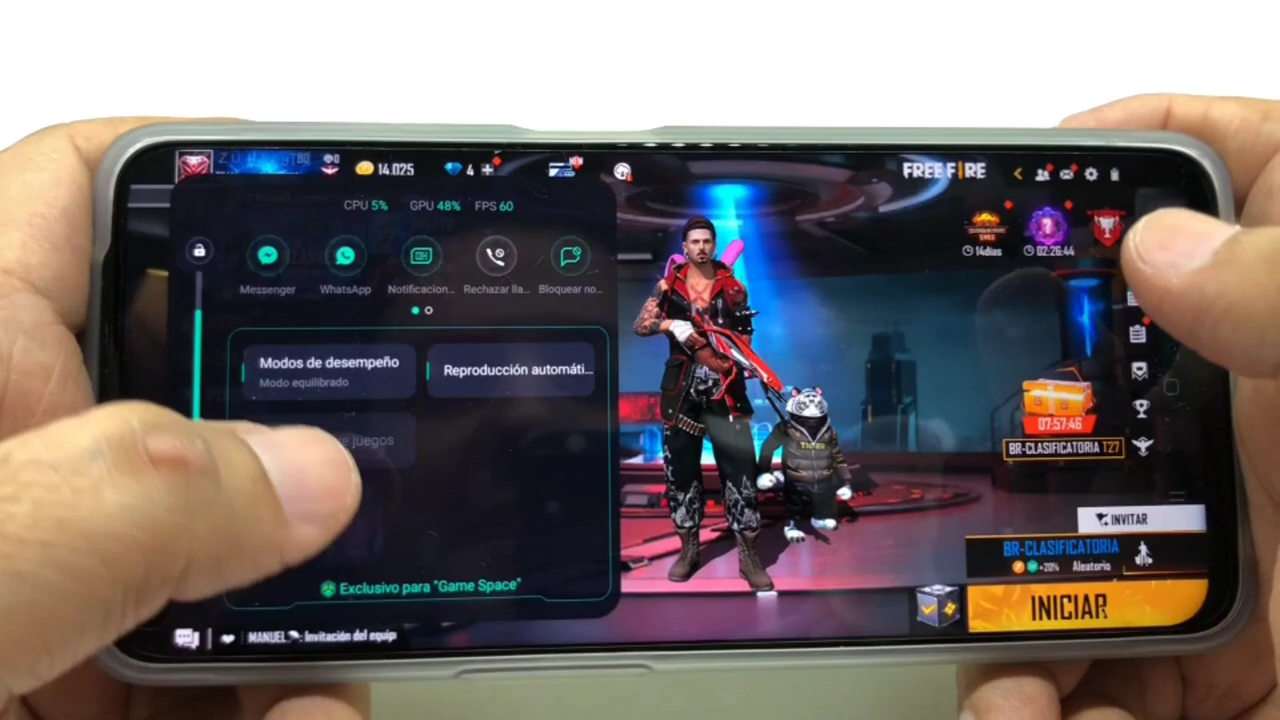 14.025
4
FREE FIRE
CPU 5% GPU 48% FPS 60
14días
02:26:44
Messenger
WhatsApp
Notificacion...
Rechazar lla...
Bloquear no...
Modos de desempeño
Modo equilibrado
Reproducción automáti...
juegos
07:57:46
BR-CLASIFICATORIA T27
INVITAR
BR-CLASIFICATORIA
+20% Aleatorio
Exclusivo para "Game Space"
INICIAR
MANUEL : Invitación del equip